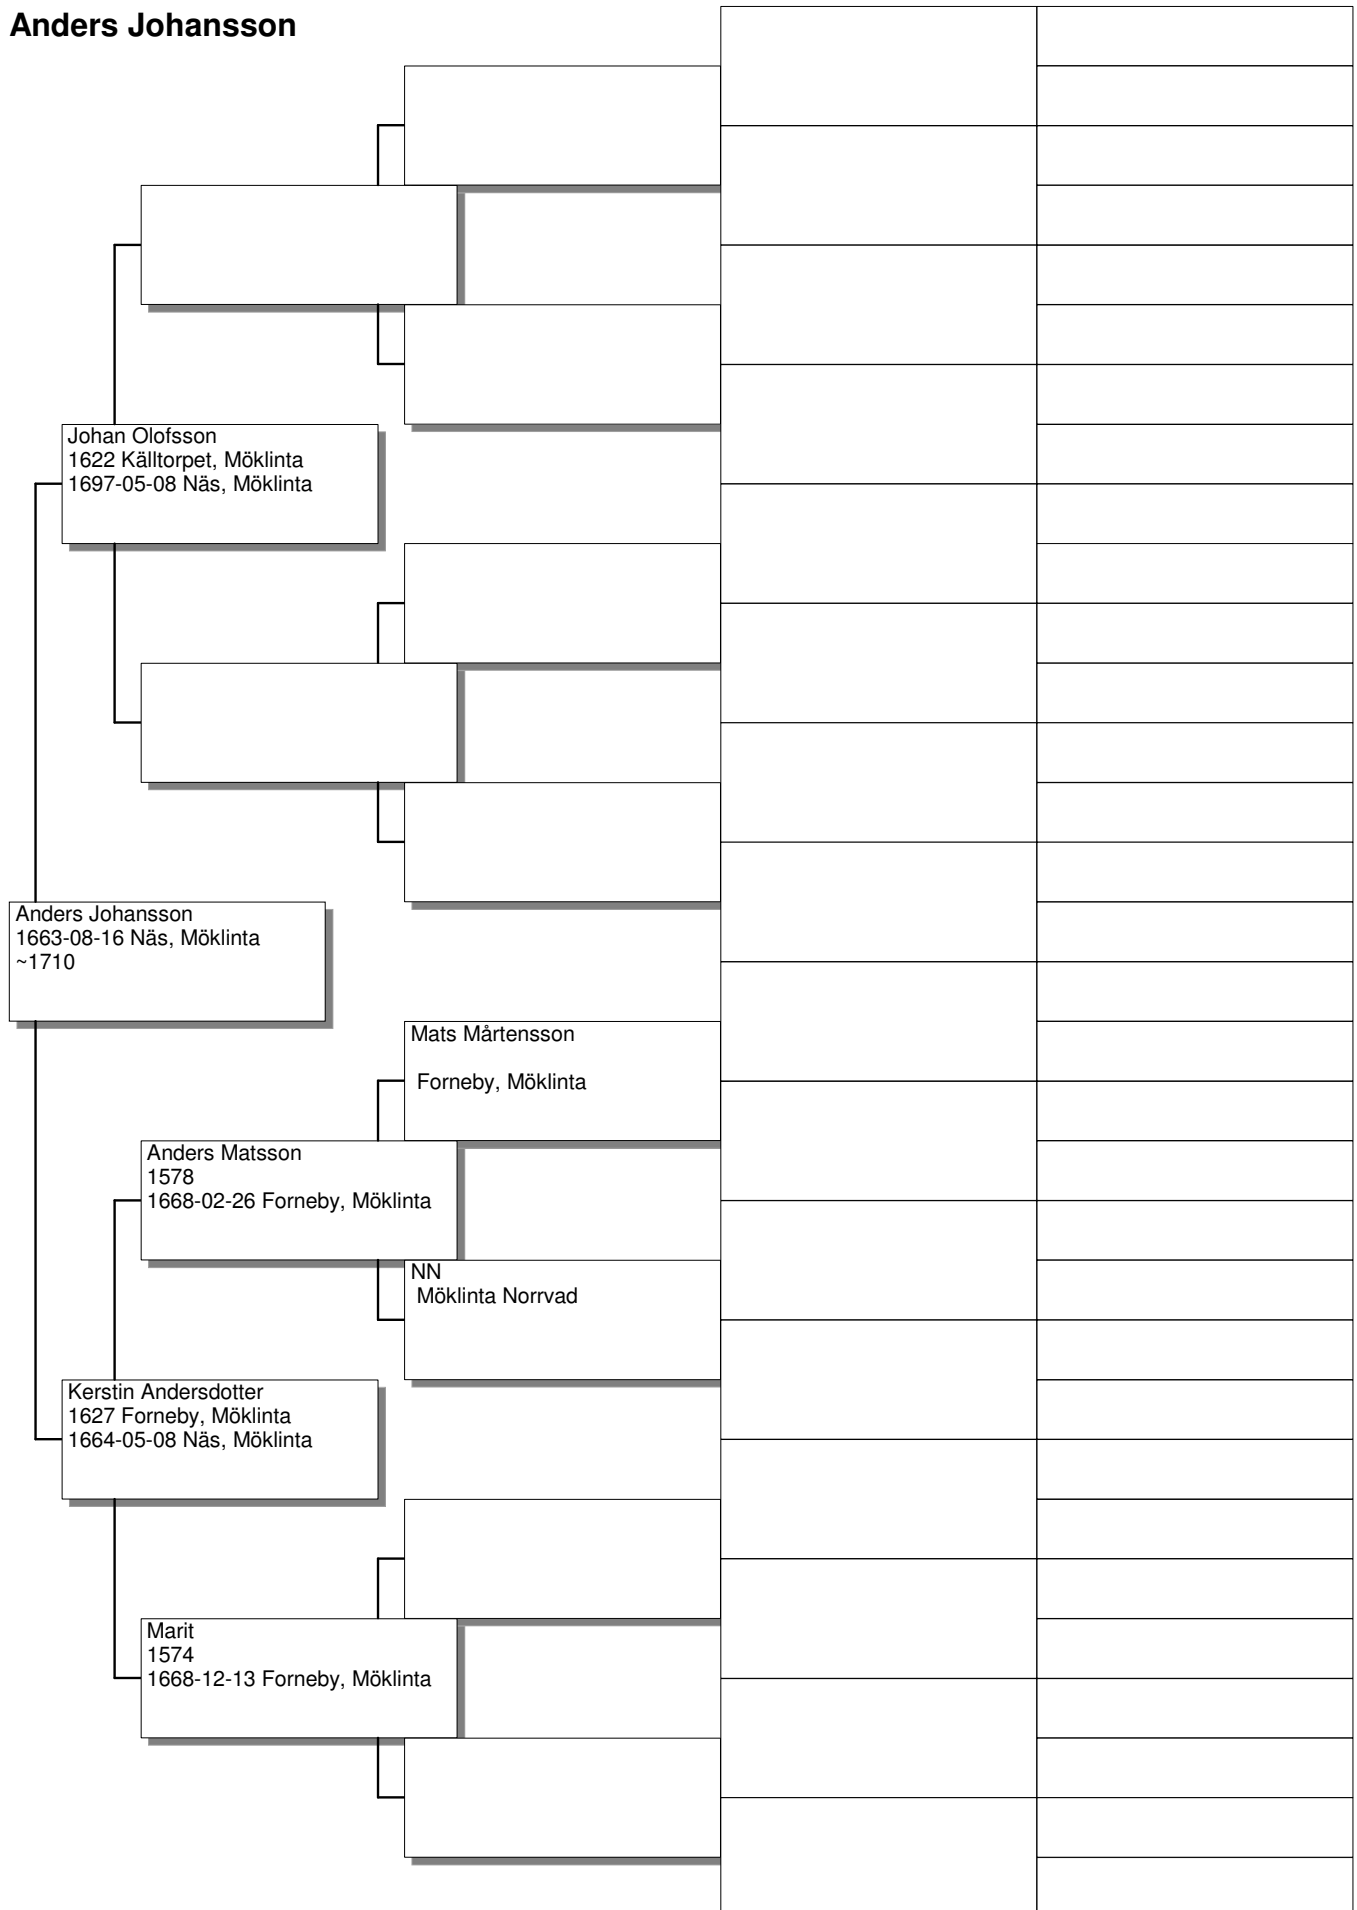 Anders Johansson
Johan Olofsson
1622 Källtorpet, Möklinta
1697-05-08 Näs, Möklinta
Anders Johansson
1663-08-16 Näs, Möklinta
~1710
Mats Mårtensson
Forneby, Möklinta
Anders Matsson
1578
1668-02-26 Forneby, Möklinta
NN
Möklinta Norrvad
Kerstin Andersdotter
1627 Forneby, Möklinta
1664-05-08 Näs, Möklinta
Marit
1574
1668-12-13 Forneby, Möklinta